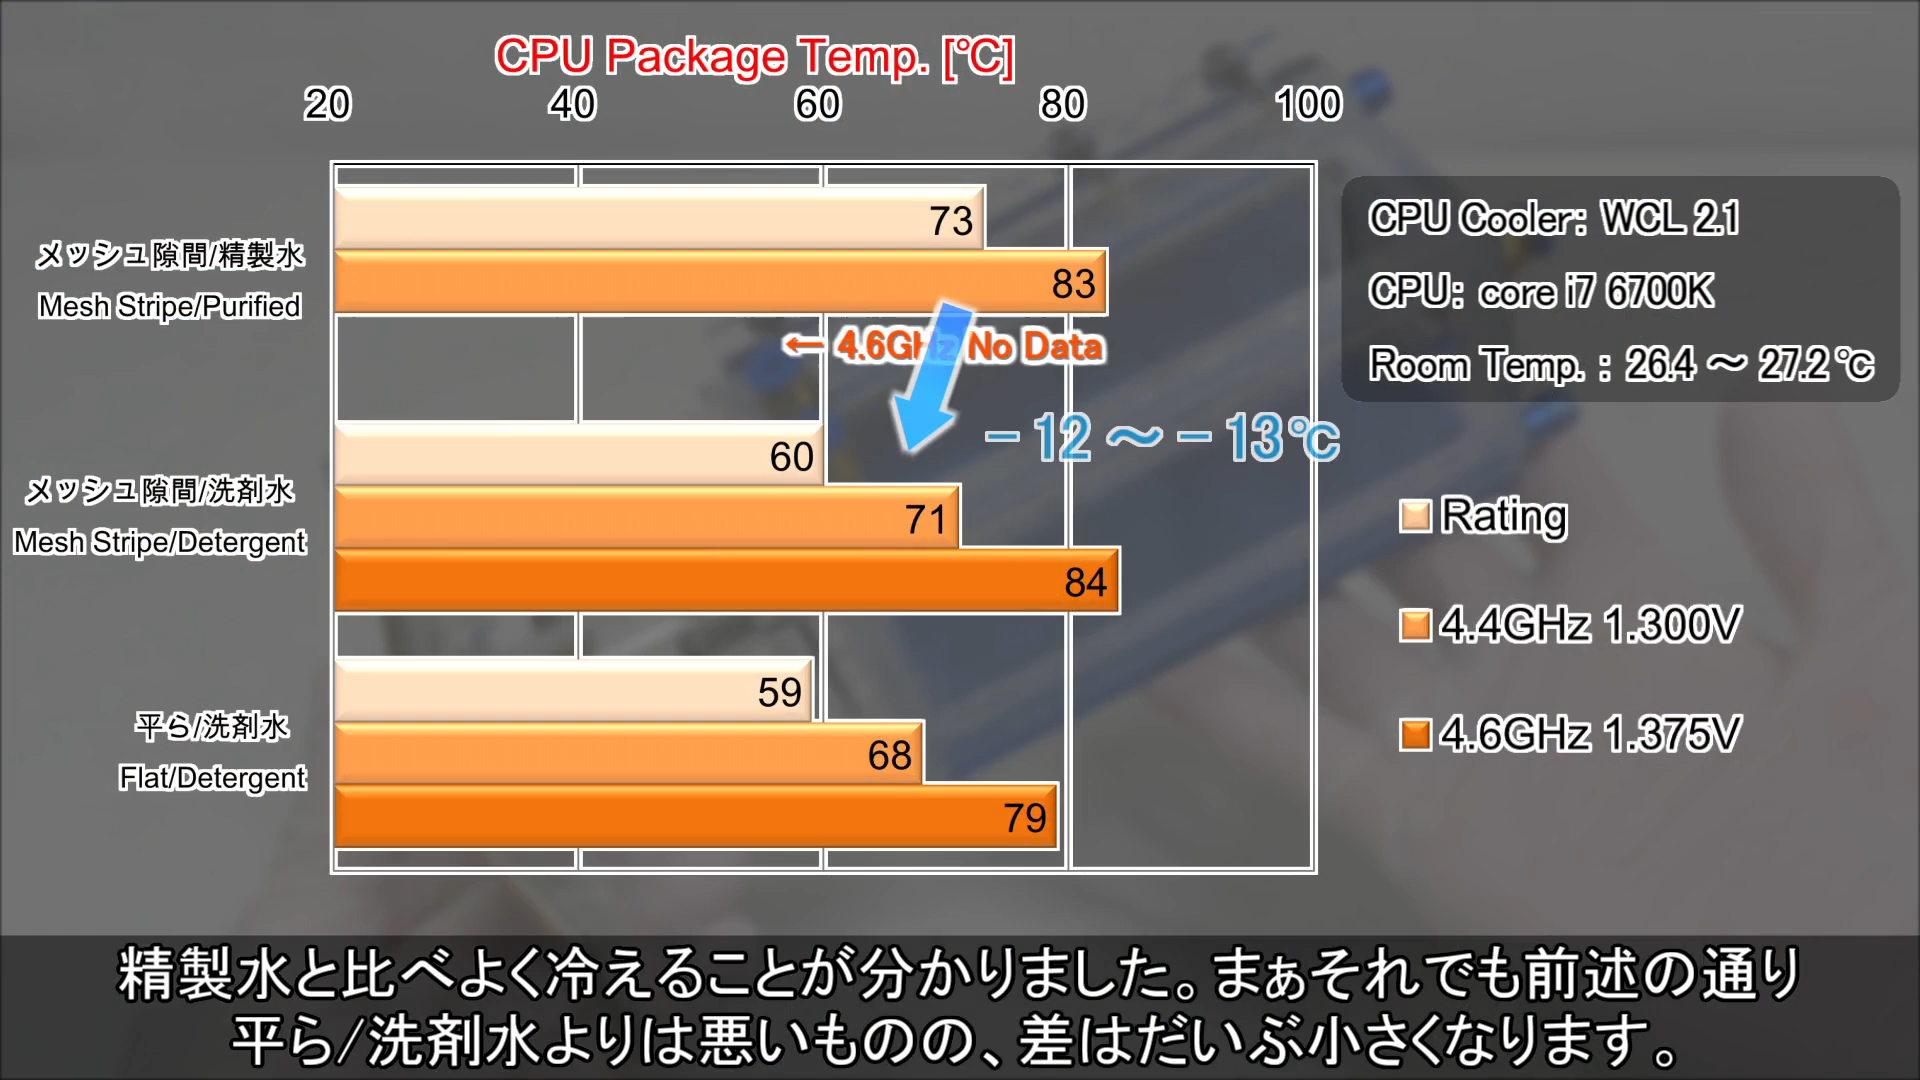 CPU Package Temp. [℃]
20 40 60 80 100
メッシュ隙間/精製水
Mesh Stripe/Purified
73
83
← 4.6GHz No Data
－12～－13℃
メッシュ隙間/洗剤水
Mesh Stripe/Detergent
60
71
84
平ら/洗剤水
Flat/Detergent
59
68
79
CPU Cooler: WCL 2.1
CPU: core i7 6700K
Room Temp. : 26.4 ～ 27.2℃
Rating
4.4GHz 1.300V
4.6GHz 1.375V
精製水と比べよく冷えることが分かりました。まぁそれでも前述の通り
平ら/洗剤水よりは悪いものの、差はだいぶ小さくなります。